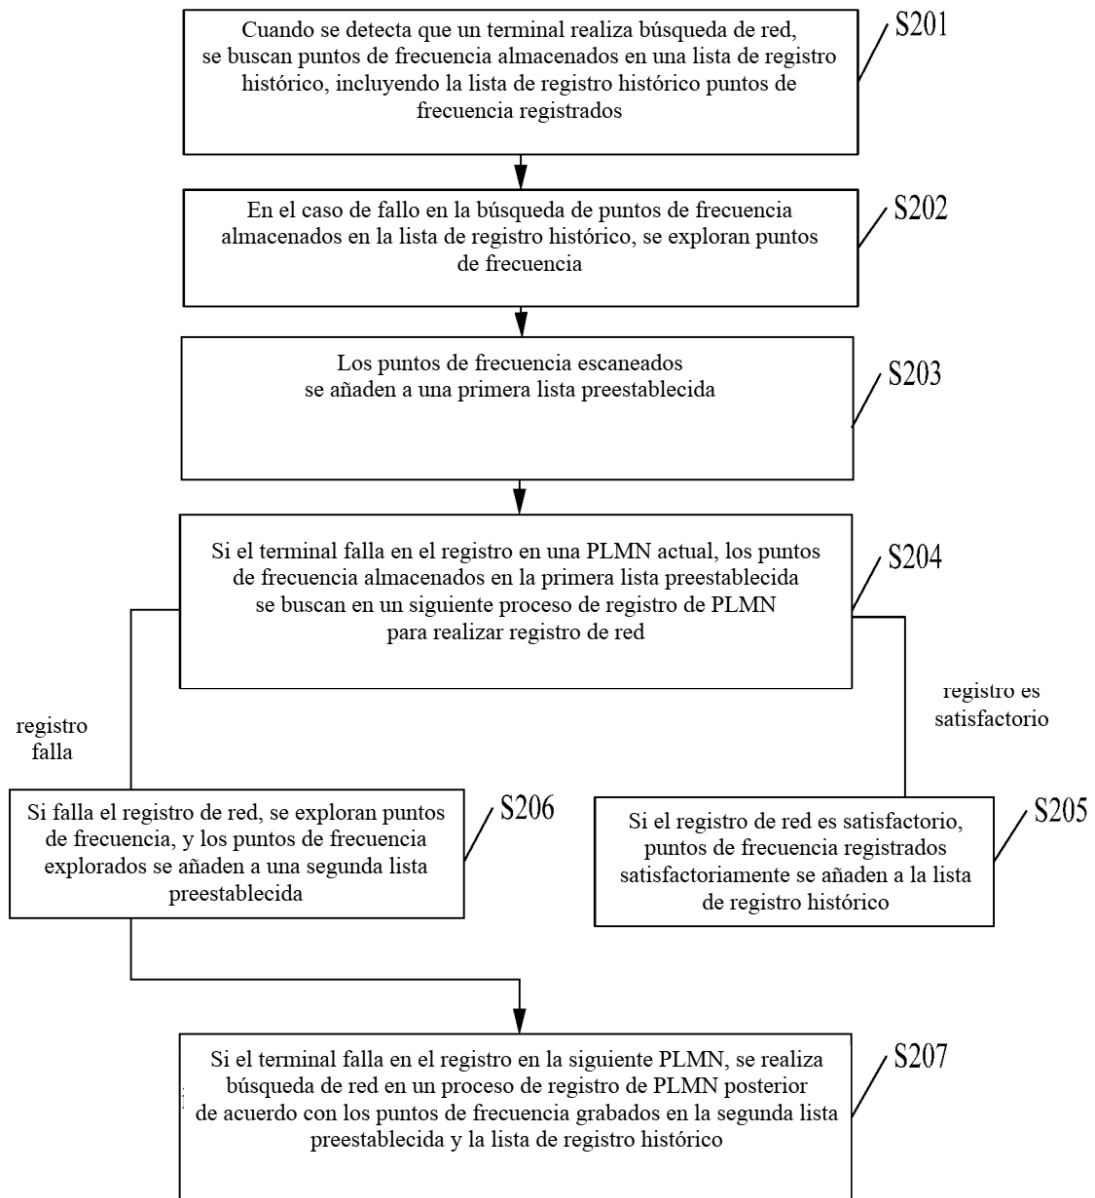 Cuando se detecta que un terminal realiza búsqueda de red,
se buscan puntos de frecuencia almacenados en una lista de registro
histórico, incluyendo la lista de registro histórico puntos de
frecuencia registrados
S201
En el caso de fallo en la búsqueda de puntos de frecuencia
almacenados en la lista de registro histórico, se exploran puntos
de frecuencia
S202
Los puntos de frecuencia escaneados
se añaden a una primera lista preestablecida
S203
Si el terminal falla en el registro en una PLMN actual, los puntos
de frecuencia almacenados en la primera lista preestablecida
se buscan en un siguiente proceso de registro de PLMN
para realizar registro de red
S204
registro
falla
registro es
satisfactorio
Si falla el registro de red, se exploran puntos
de frecuencia, y los puntos de frecuencia
explorados se añaden a una segunda lista
preestablecida
S206
Si el registro de red es satisfactorio,
puntos de frecuencia registrados
satisfactoriamente se añaden a la lista
de registro histórico
S205
Si el terminal falla en el registro en la siguiente PLMN, se realiza
búsqueda de red en un proceso de registro de PLMN posterior
de acuerdo con los puntos de frecuencia grabados en la segunda lista
preestablecida y la lista de registro histórico
S207